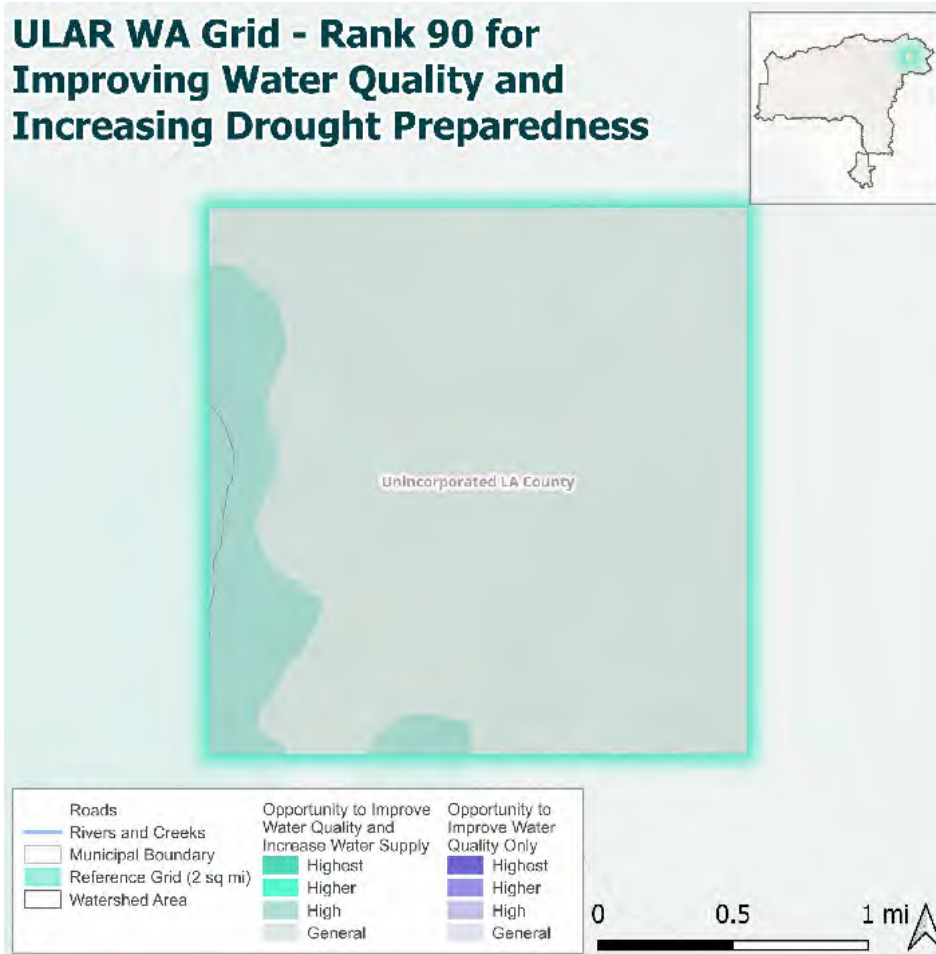 ULAR WA Grid - Rank 90 for
Improving Water Quality and
Increasing Drought Preparedness
Unincorporated LA County
Roads
Rivers and Creeks
Municipal Boundary
Reference Grid (2 sq mi)
Watershed Area
Opportunity to Improve
Water Quality and
Increase Water Supply
Highest
Higher
High
General
Opportunity to
Improve Water
Quality Only
Highest
Higher
High
General
0 0.5 1 mi